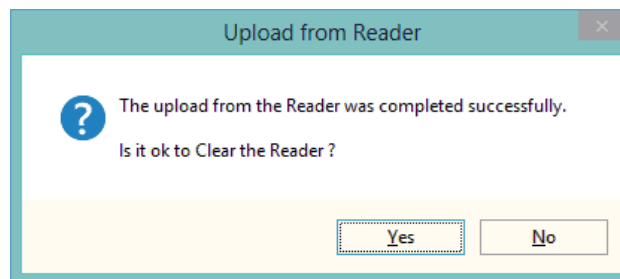 Upload from Reader
The upload from the Reader was completed successfully.
Is it ok to Clear the Reader ?
Yes
No